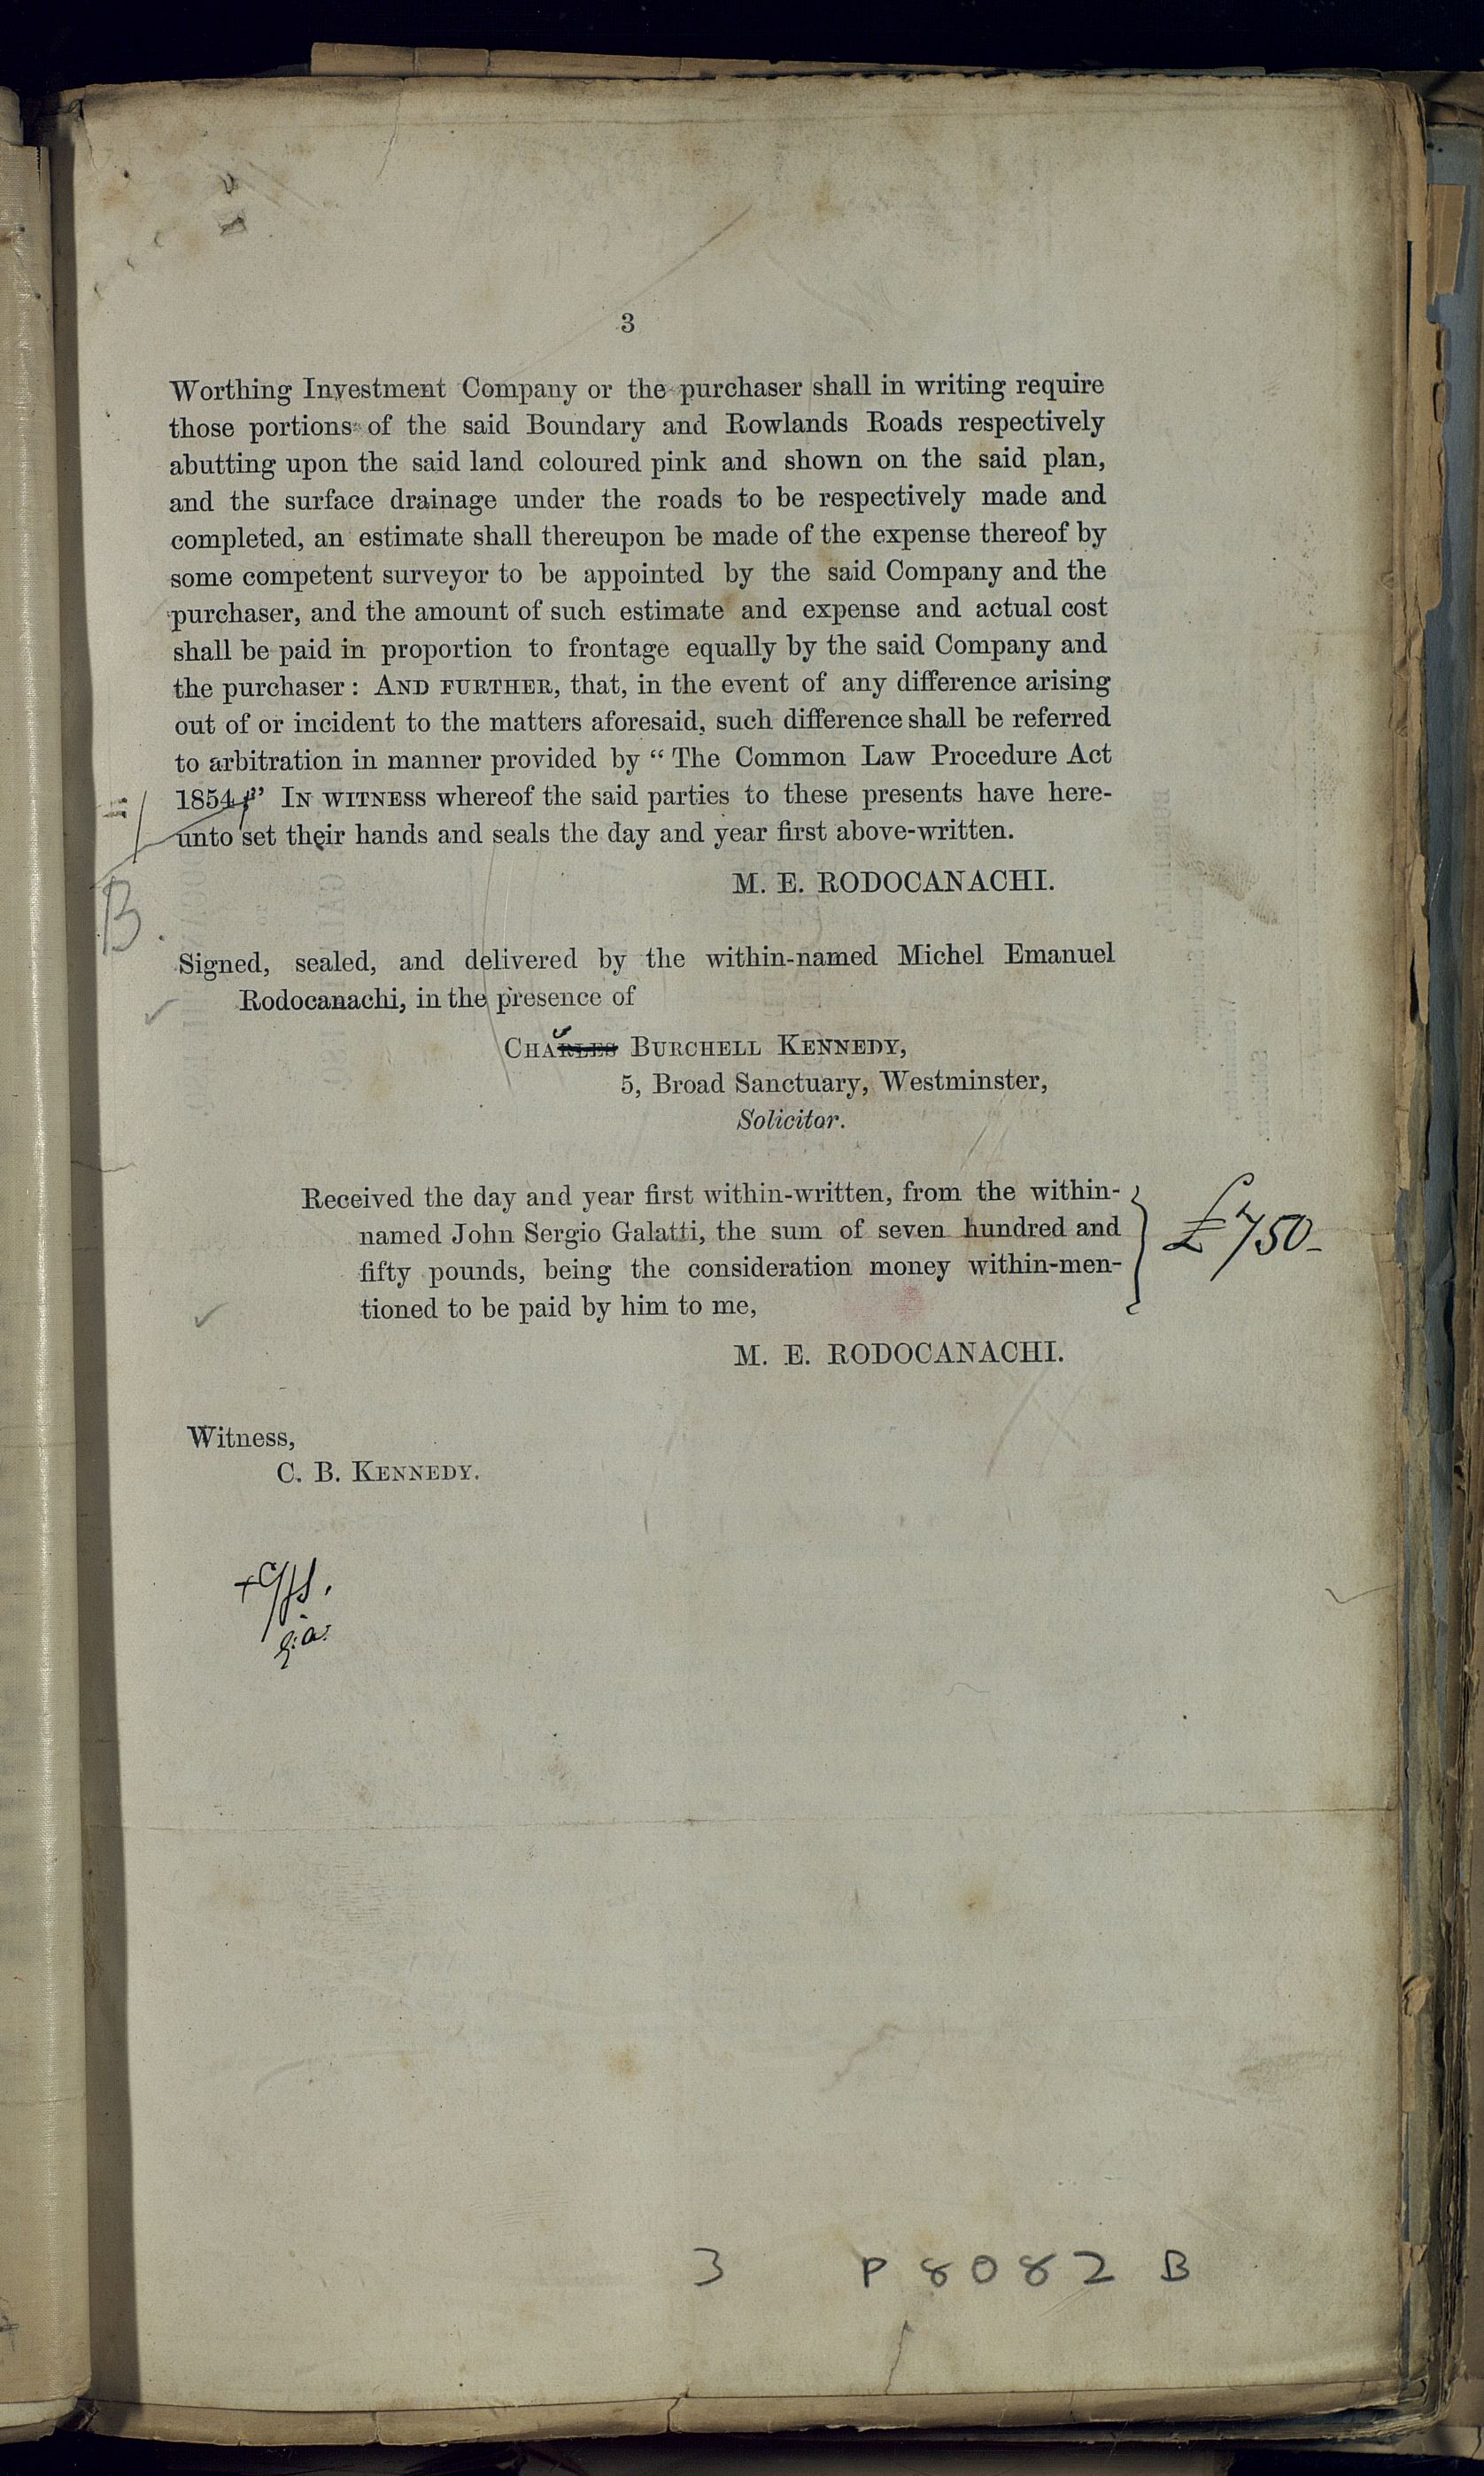 3
Worthing Investment Company or the purchaser shall in writing require
those portions of the said Boundary and Rowlands Roads respectively
abutting upon the said land coloured pink and shown on the said plan,
and the surface drainage under the roads to be respectively made and
completed, an estimate shall thereupon be made of the expense thereof by
some competent surveyor to be appointed by the said Company and the
purchaser, and the amount of such estimate and expense and actual cost
shall be paid in proportion to frontage equally by the said Company and
the purchaser: AND FURTHER, that, in the event of any difference arising
out of or incident to the matters aforesaid, such difference shall be referred
to arbitration in manner provided by “The Common Law Procedure Act
1854” IN WITNESS whereof the said parties to these presents have here-
unto set their hands and seals the day and year first above-written.
M. E. RODOCANACHI.
B.
Signed, sealed, and delivered by the within-named Michel Emanuel
Rodocanachi, in the presence of
CHARLES BURCHELL KENNEDY,
5, Broad Sanctuary, Westminster,
Solicitor.
Received the day and year first within-written, from the within-
named John Sergio Galatti, the sum of seven hundred and
fifty pounds, being the consideration money within-men-
tioned to be paid by him to me,
£750-
M. E. RODOCANACHI.
Witness,
C. B. KENNEDY.
3 P8082 B